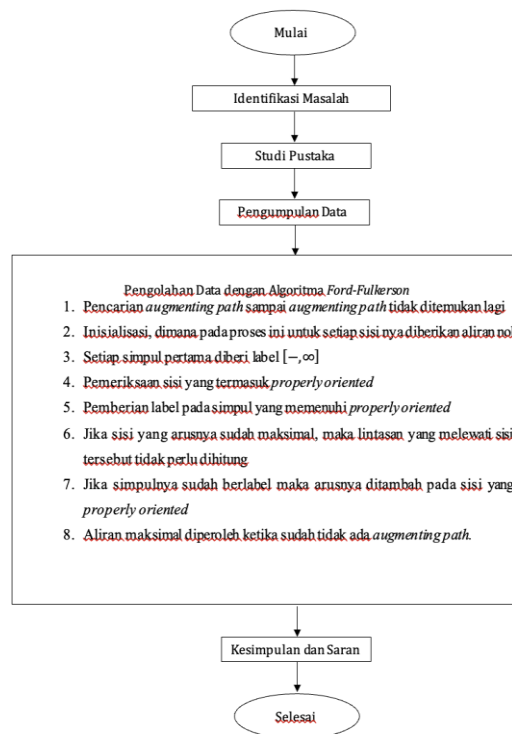 Mulai
Identifikasi Masalah
Studi Pustaka
Pengumpulan Data
Pengolahan Data dengan Algoritma Ford-Fulkerson
1. Pencarian augmenting path sampai augmenting path tidak ditemukan lagi
2. Inisialisasi, dimana pada proses ini untuk setiap sisi nya diberikan aliran nol
3. Setiap simpul pertama diberi label [−,∞]
4. Pemeriksaan sisi yang termasuk properly oriented
5. Pemberian label pada simpul yang memenuhi properly oriented
6. Jika sisi yang arusnya sudah maksimal, maka lintasan yang melewati sisi
tersebut tidak perlu dihitung
7. Jika simpulnya sudah berlabel maka arusnya ditambah pada sisi yang
properly oriented
8. Aliran maksimal diperoleh ketika sudah tidak ada augmenting path.
Kesimpulan dan Saran
Selesai